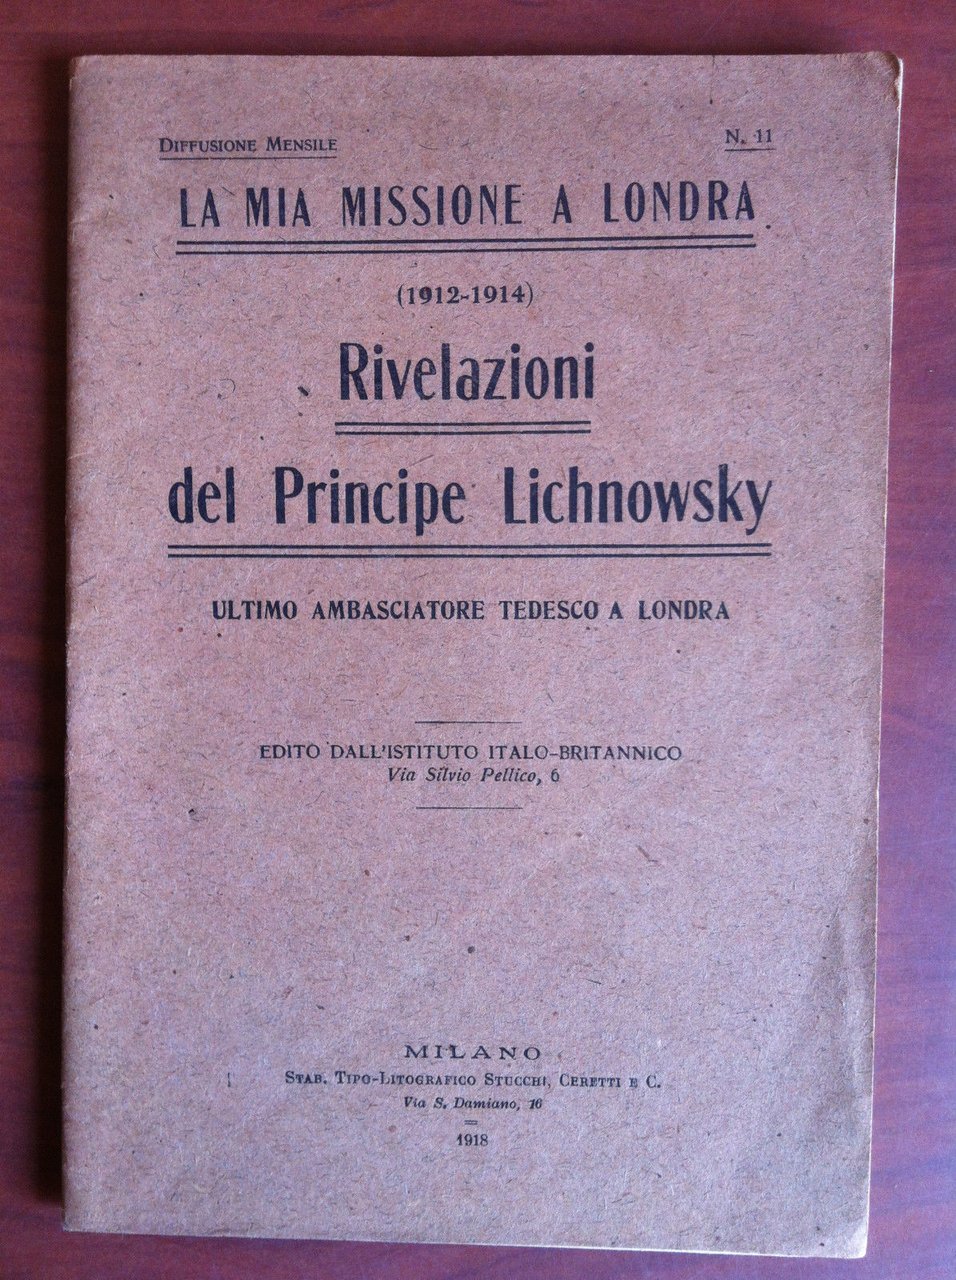 Diffusione Mensile
N. 11
LA MIA MISSIONE A LONDRA
(1912-1914)
Rivelazioni
del Principe Lichnowsky
ULTIMO AMBASCIATORE TEDESCO A LONDRA
EDITO DALL'ISTITUTO ITALO-BRITANNICO
Via Silvio Pellico, 6
MILANO
Stab. Tipo-Litografico Stucchi, Ceretti e C.
Via S. Damiano, 16
1918